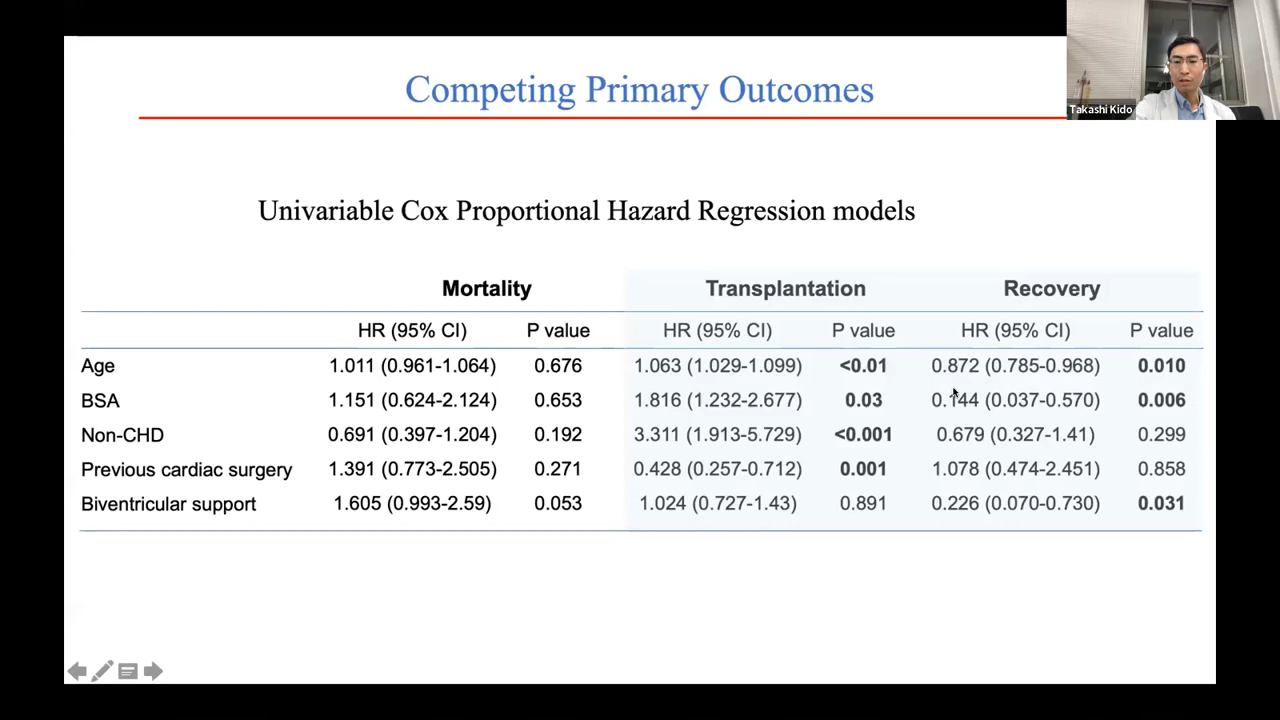 Competing Primary Outcomes
Takashi Kido
Univariable Cox Proportional Hazard Regression models
Mortality Transplantation Recovery
HR (95% CI) P value HR (95% CI) P value HR (95% CI) P value
Age 1.011 (0.961-1.064) 0.676 1.063 (1.029-1.099) <0.01 0.872 (0.785-0.968) 0.010
BSA 1.151 (0.624-2.124) 0.653 1.816 (1.232-2.677) 0.03 0.144 (0.037-0.570) 0.006
Non-CHD 0.691 (0.397-1.204) 0.192 3.311 (1.913-5.729) <0.001 0.679 (0.327-1.41) 0.299
Previous cardiac surgery 1.391 (0.773-2.505) 0.271 0.428 (0.257-0.712) 0.001 1.078 (0.474-2.451) 0.858
Biventricular support 1.605 (0.993-2.59) 0.053 1.024 (0.727-1.43) 0.891 0.226 (0.070-0.730) 0.031